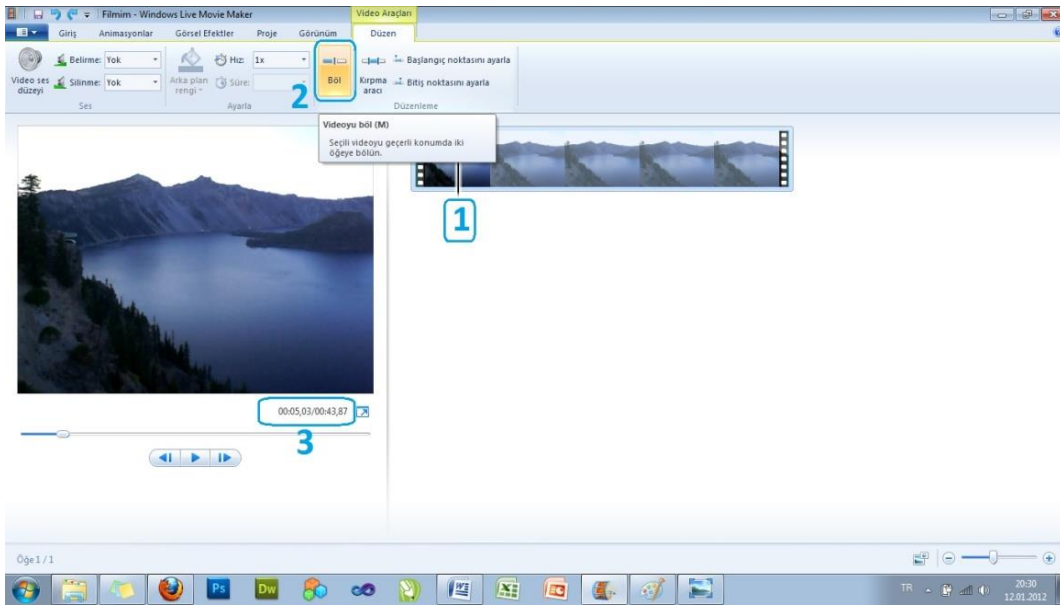 Filmim - Windows Live Movie Maker
Video Araçları
Giriş Animasyonlar Görsel Efektler Proje Görünüm Düzen
Video ses düzeyi
Belirme: Yok
Silinme: Yok
Ses
Arka plan rengi
Hız: 1x
Süre:
Ayarla
2
Böl
Kırpma aracı
Başlangıç noktasını ayarla
Bitiş noktasını ayarla
Düzenleme
Videoyu böl (M)
Seçili videoyu geçerli konumda iki
öğeye bölün.
1
00:05,03/00:43,87
3
Öğe 1 / 1
Ps
Dw
TR
20:30
12.01.2012